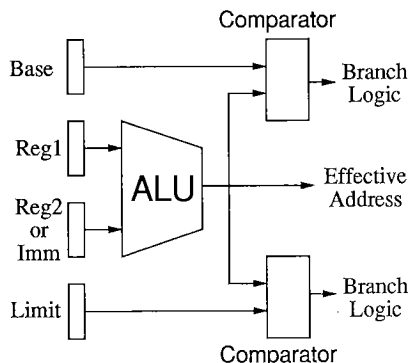 Comparator
Base
Branch
Logic
Reg1
ALU
Effective
Address
Reg2
or
Imm
Limit
Branch
Logic
Comparator